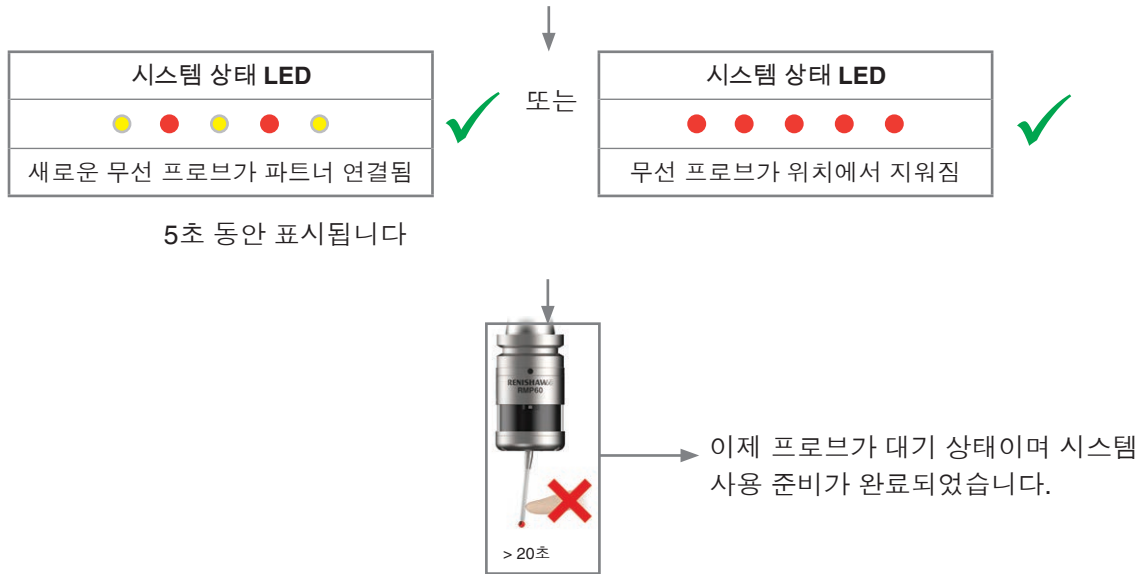 시스템 상태 LED
새로운 무선 프로브가 파트너 연결됨
5초 동안 표시됩니다
또는
시스템 상태 LED
무선 프로브가 위치에서 지워짐
RENISHAW
RMP60
> 20초
이제 프로브가 대기 상태이며 시스템
사용 준비가 완료되었습니다.